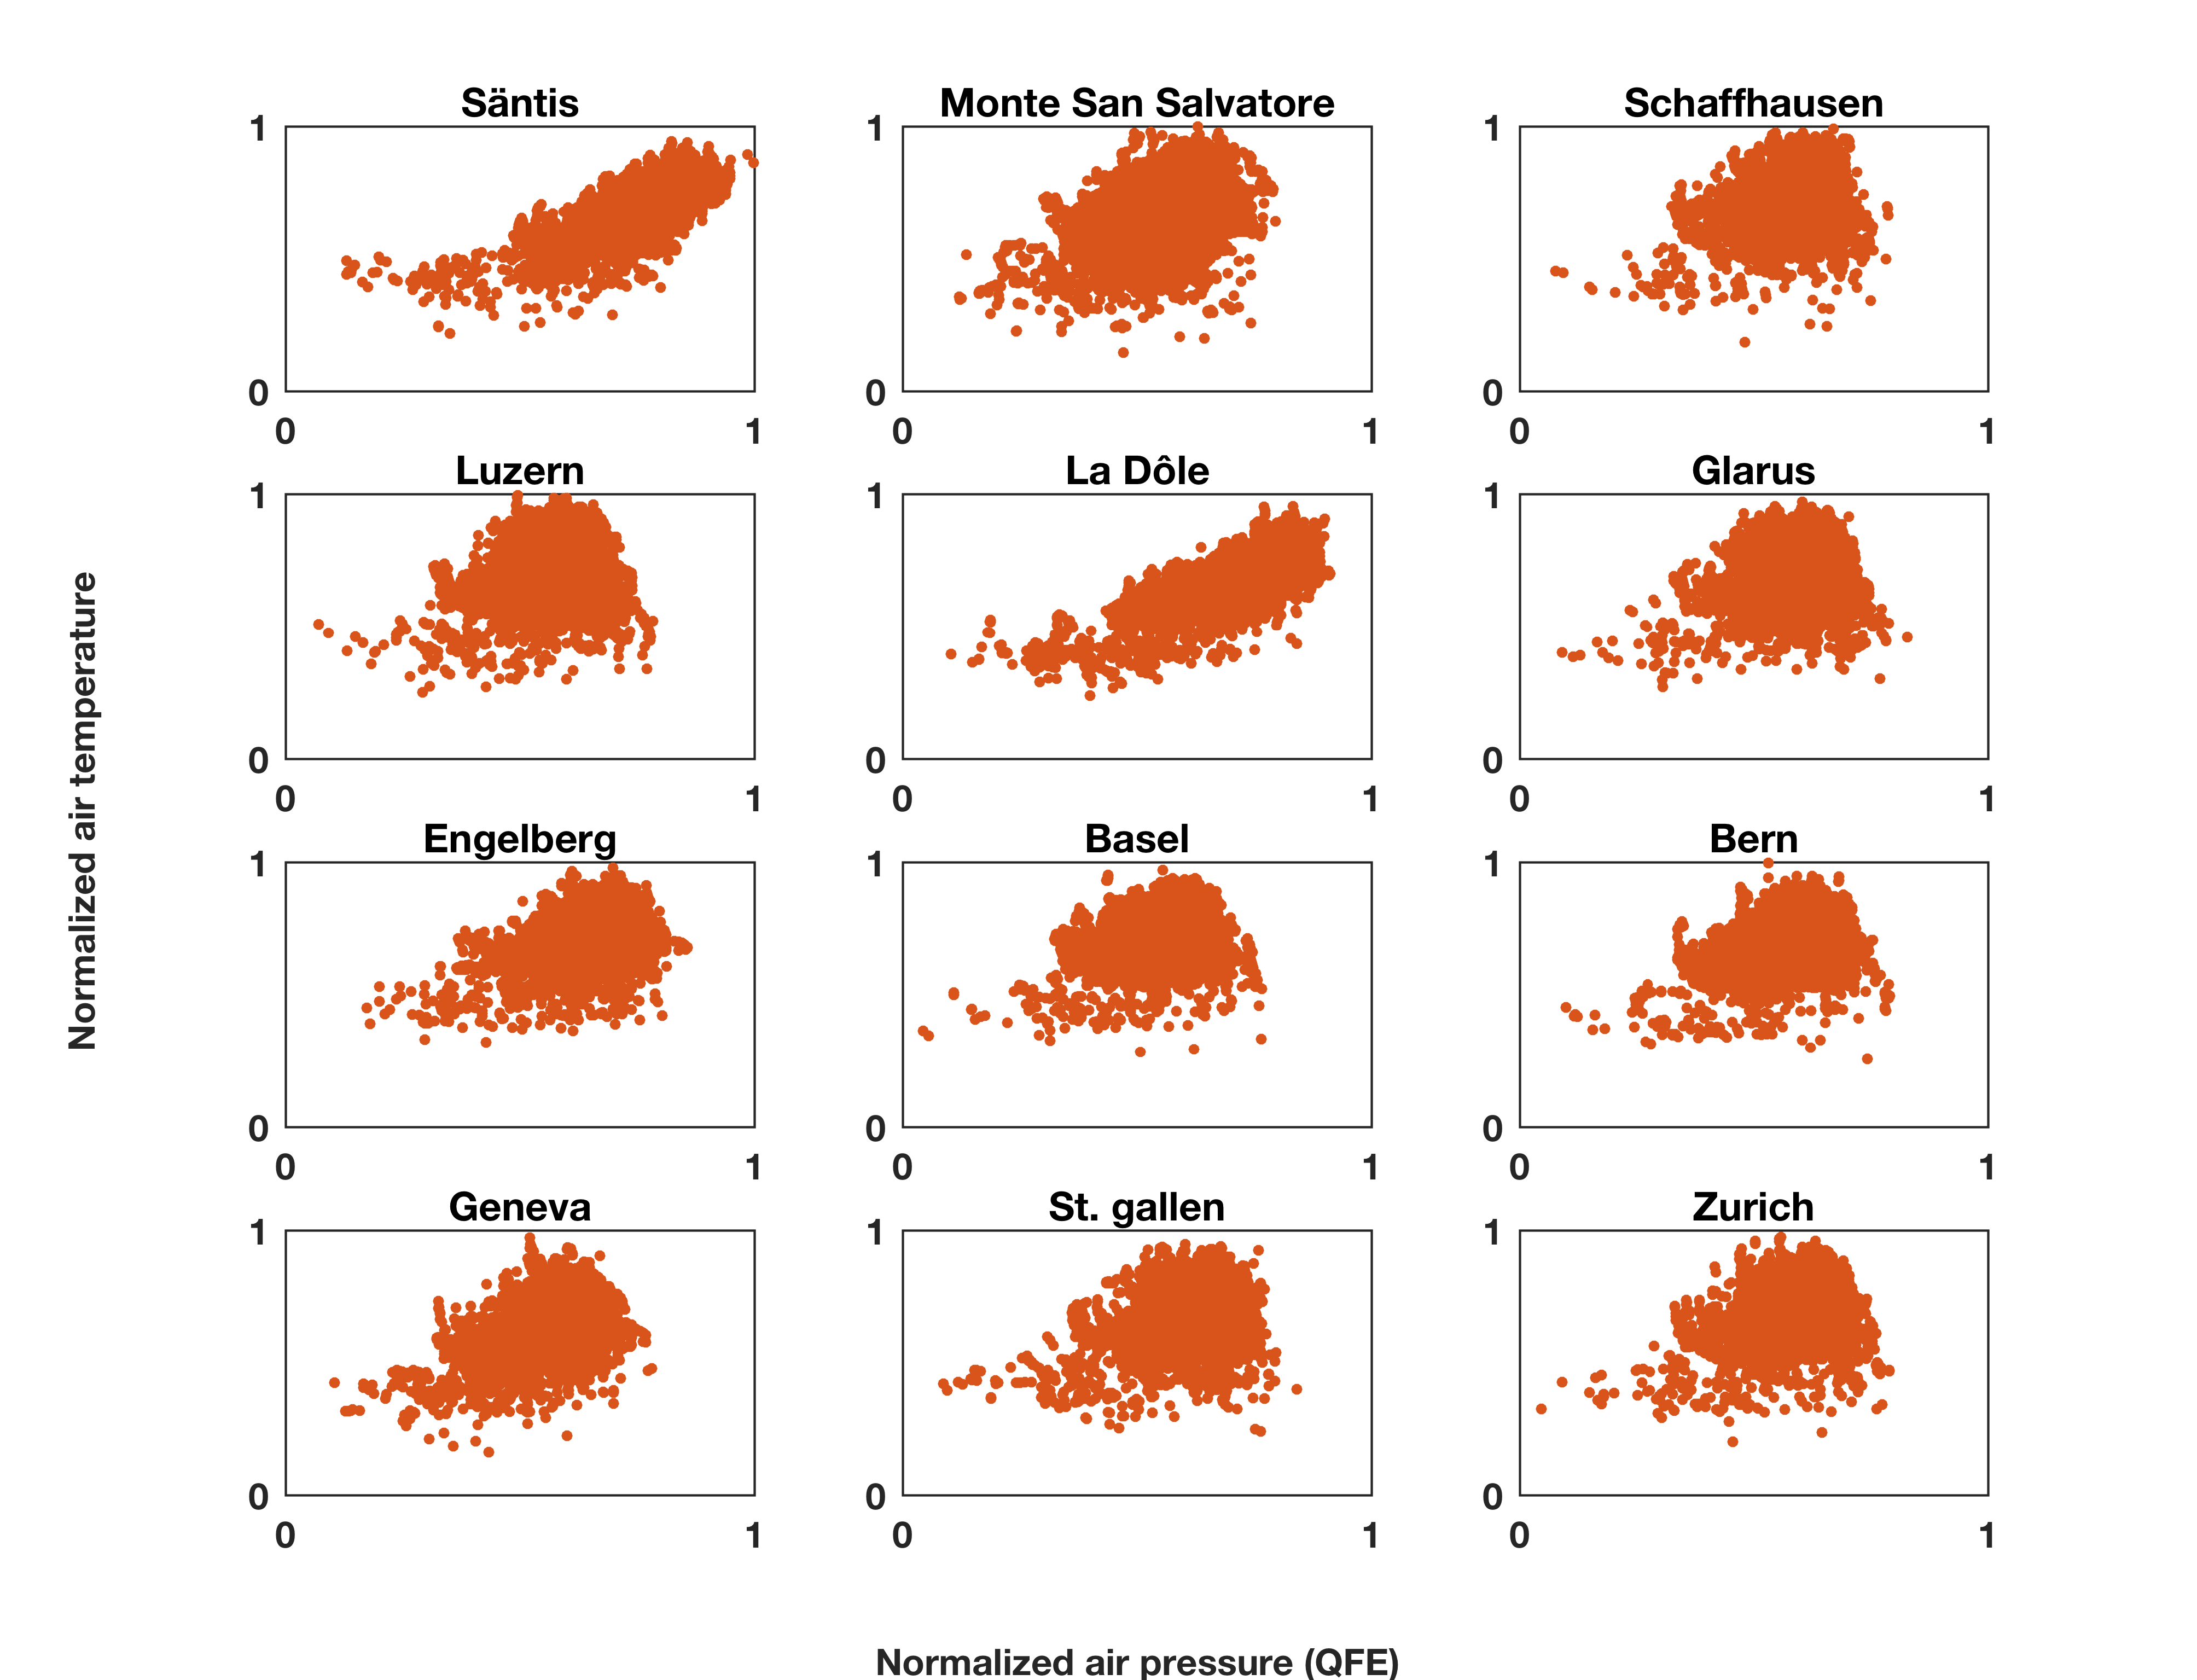 Säntis Monte San Salvatore Schaffhausen
1 1 1
0 0 0
0 1 0 1 0 1
Luzern La Dôle Glarus
1 1 1
0 0 0
0 1 0 1 0 1
Engelberg Basel Bern
1 1 1
0 0 0
0 1 0 1 0 1
Geneva St. gallen Zurich
1 1 1
0 0 0
0 1 0 1 0 1
Normalized air temperature
Normalized air pressure (QFE)